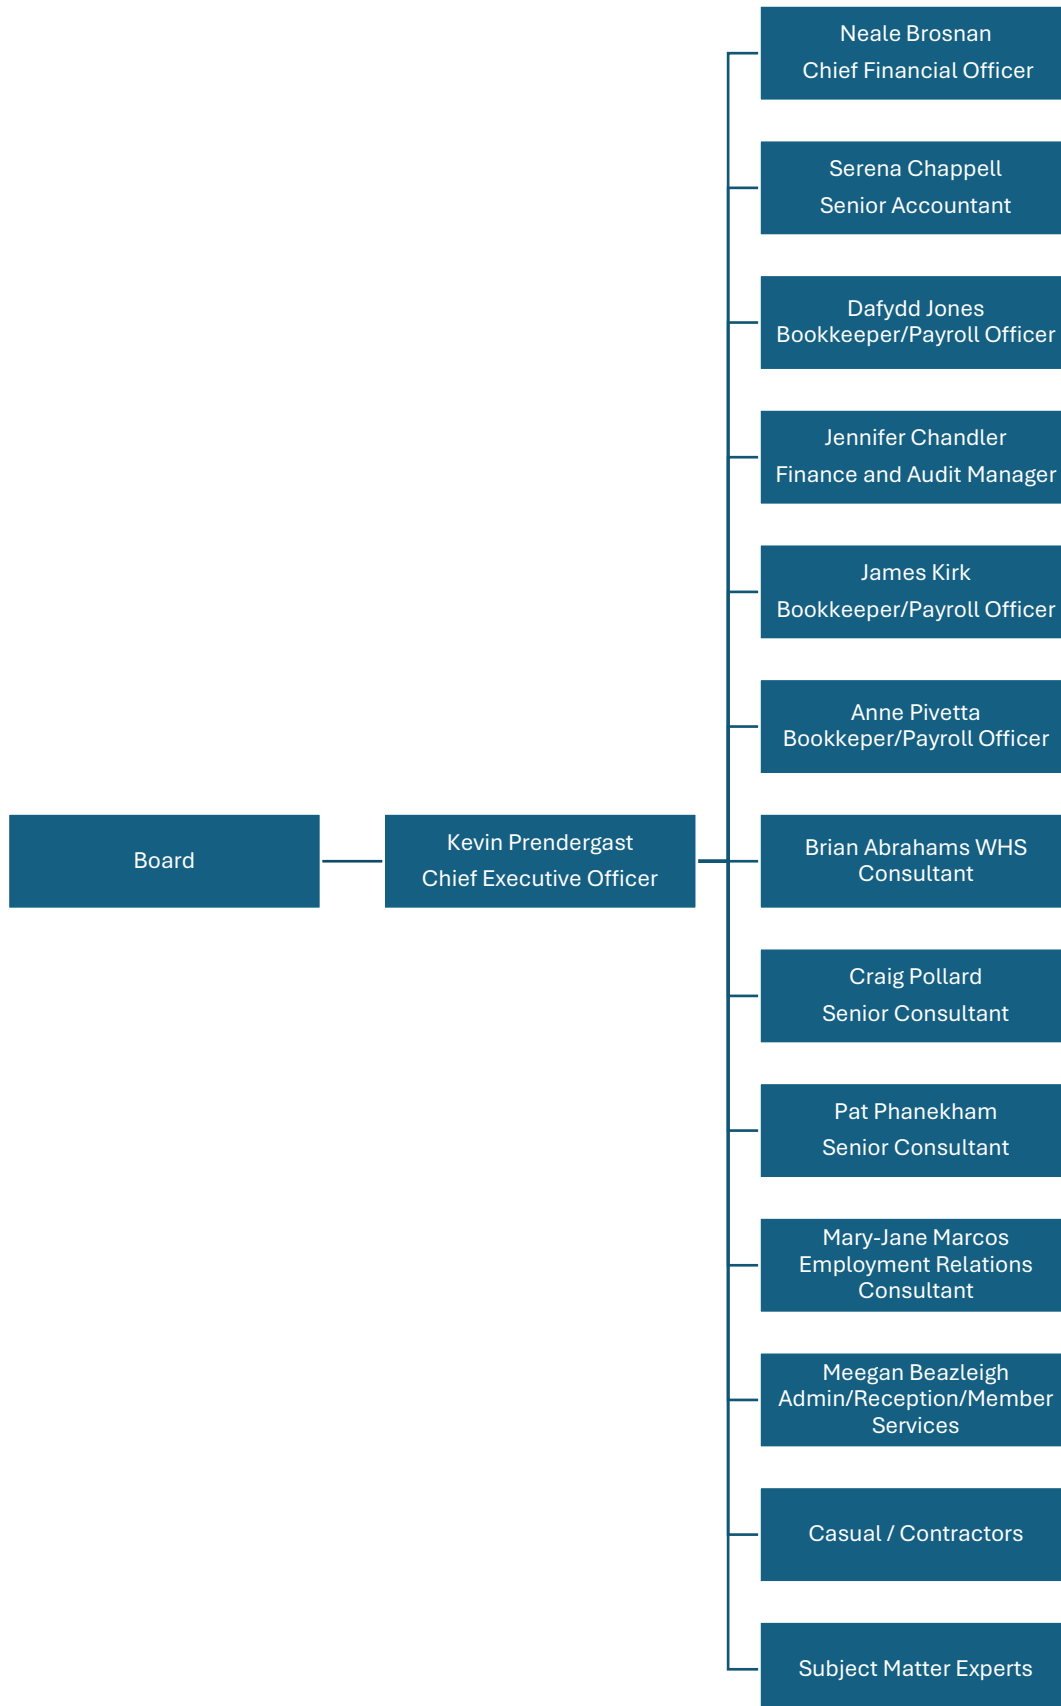 Neale Brosnan
Chief Financial Officer
Serena Chappell
Senior Accountant
Dafydd Jones
Bookkeeper/Payroll Officer
Jennifer Chandler
Finance and Audit Manager
James Kirk
Bookkeeper/Payroll Officer
Anne Pivetta
Bookkeper/Payroll Officer
Board
Kevin Prendergast
Chief Executive Officer
Brian Abrahams WHS
Consultant
Craig Pollard
Senior Consultant
Pat Phanekham
Senior Consultant
Mary-Jane Marcos
Employment Relations
Consultant
Meegan Beazleigh
Admin/Reception/Member
Services
Casual / Contractors
Subject Matter Experts